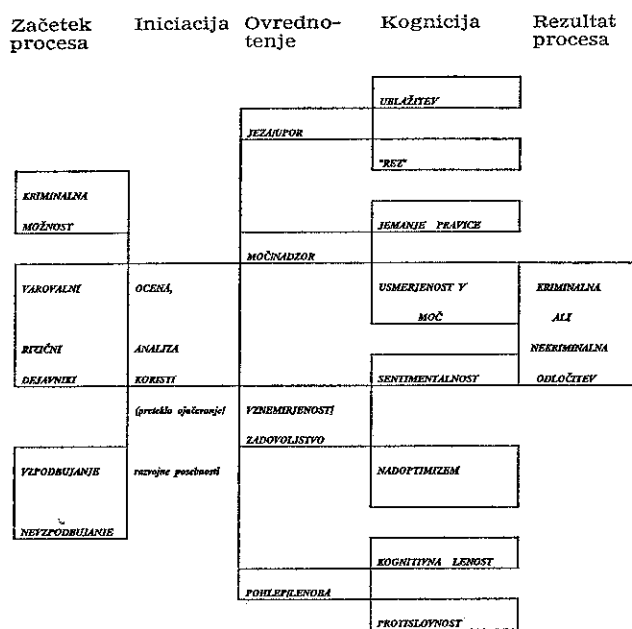 Začetek procesa
Iniciacija
Ovredno-
tenje
Kognicija
Rezultat
procesa
KRIMINALNA
MOŽNOST
VAROVALNI
RIZIČNI
DEJAVNIKI
VZPODBUJANJE
NEVZPODBUJANJE
OCENA,
ANALIZA
KORISTI
(preteklo ojačevanje/
razvojne posebnosti
JEZA/UPOR
MOČ/NADZOR
VZNEMIRJENOST/
ZADOVOLJSTVO
POHLEP/LENOBA
UBLAŽITEV
"REZ"
JEMANJE PRAVICE
USMERJENOST V
MOČ
SENTIMENTALNOST
NADOPTIMIZEM
KOGNITIVNA LENOST
PROTISLOVNOST
KRIMINALNA
ALI
NEKRIMINALNA
ODLOČITEV